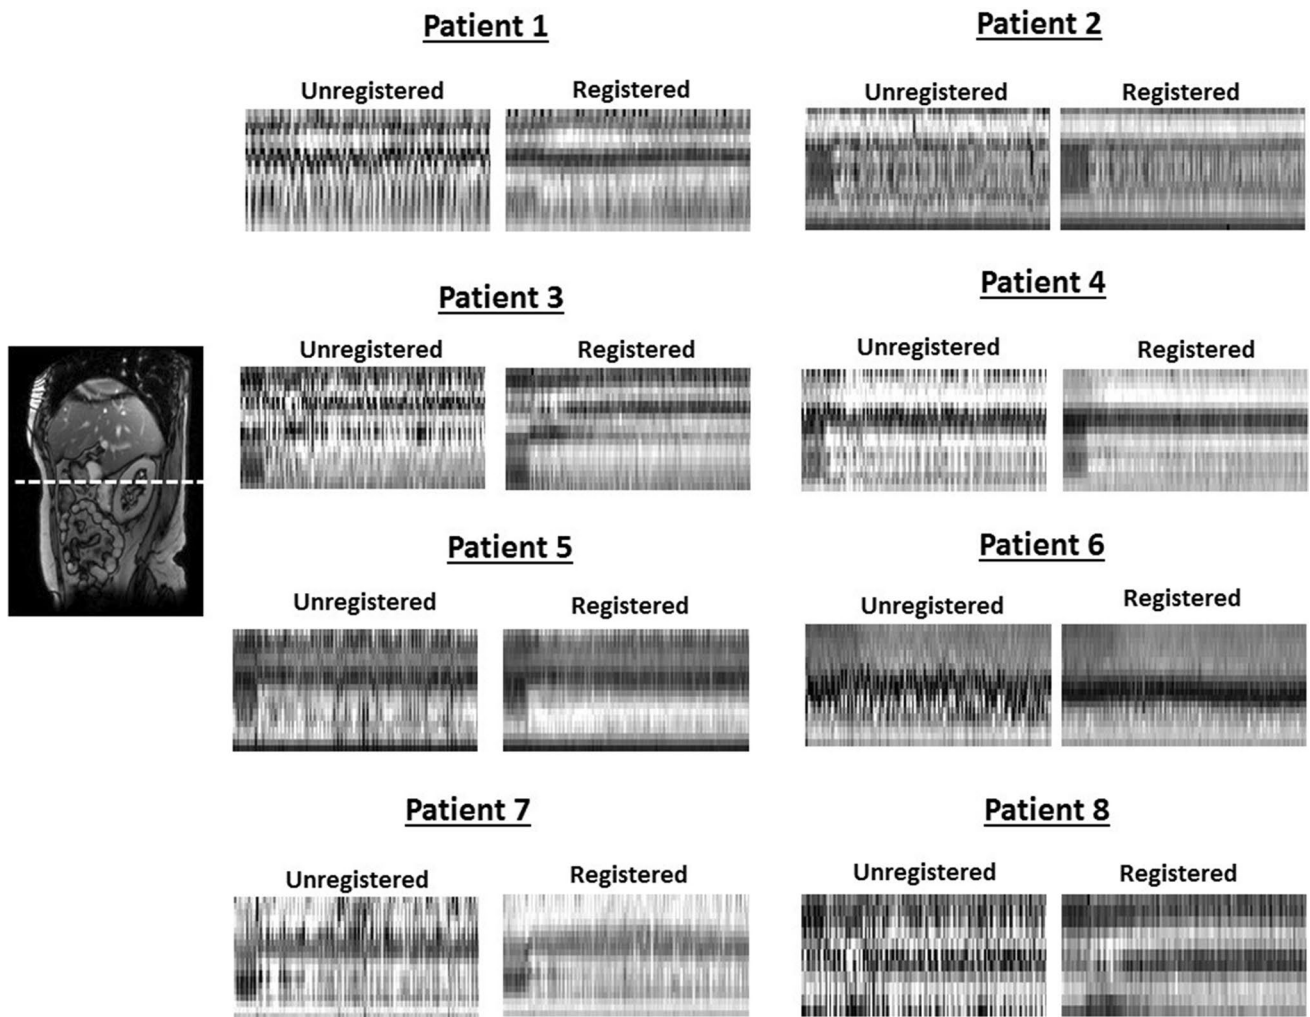 Patient 1
Patient 2
Unregistered
Registered
Unregistered
Registered
Patient 3
Patient 4
Unregistered
Registered
Unregistered
Registered
Patient 5
Patient 6
Unregistered
Registered
Unregistered
Registered
Patient 7
Patient 8
Unregistered
Registered
Unregistered
Registered